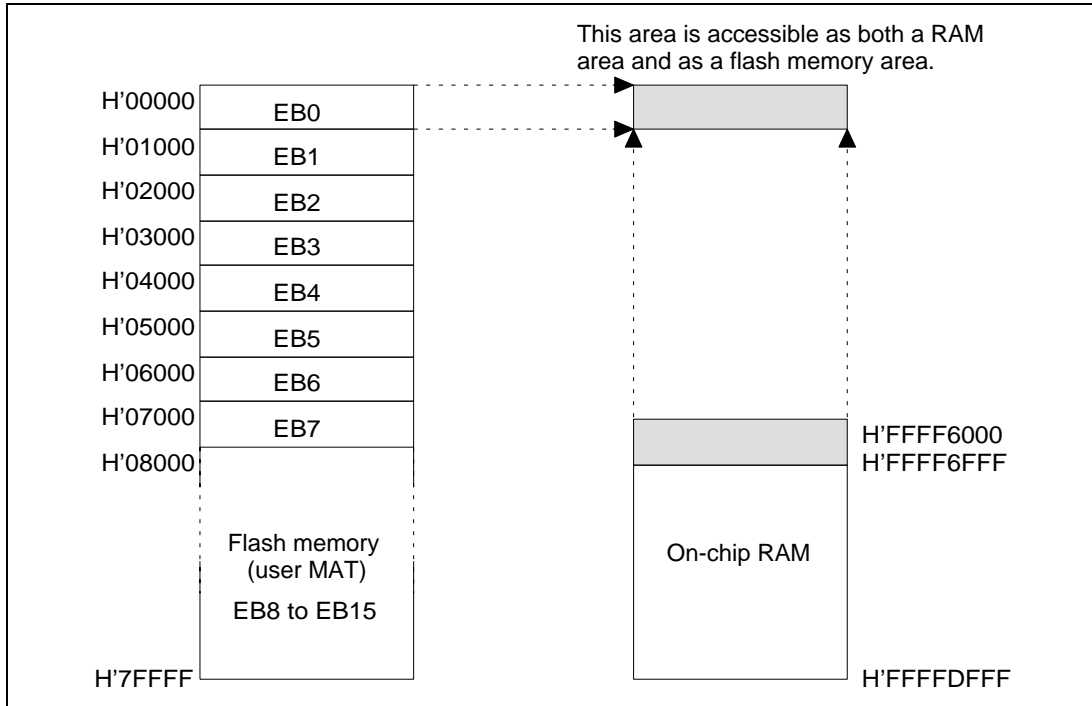 This area is accessible as both a RAM
area and as a flash memory area.
H'00000
EB0
H'01000
EB1
H'02000
EB2
H'03000
EB3
H'04000
EB4
H'05000
EB5
H'06000
EB6
H'07000
EB7
H'08000
Flash memory
(user MAT)
EB8 to EB15
H'7FFFF
H'FFFF6000
H'FFFF6FFF
On-chip RAM
H'FFFFDFFF